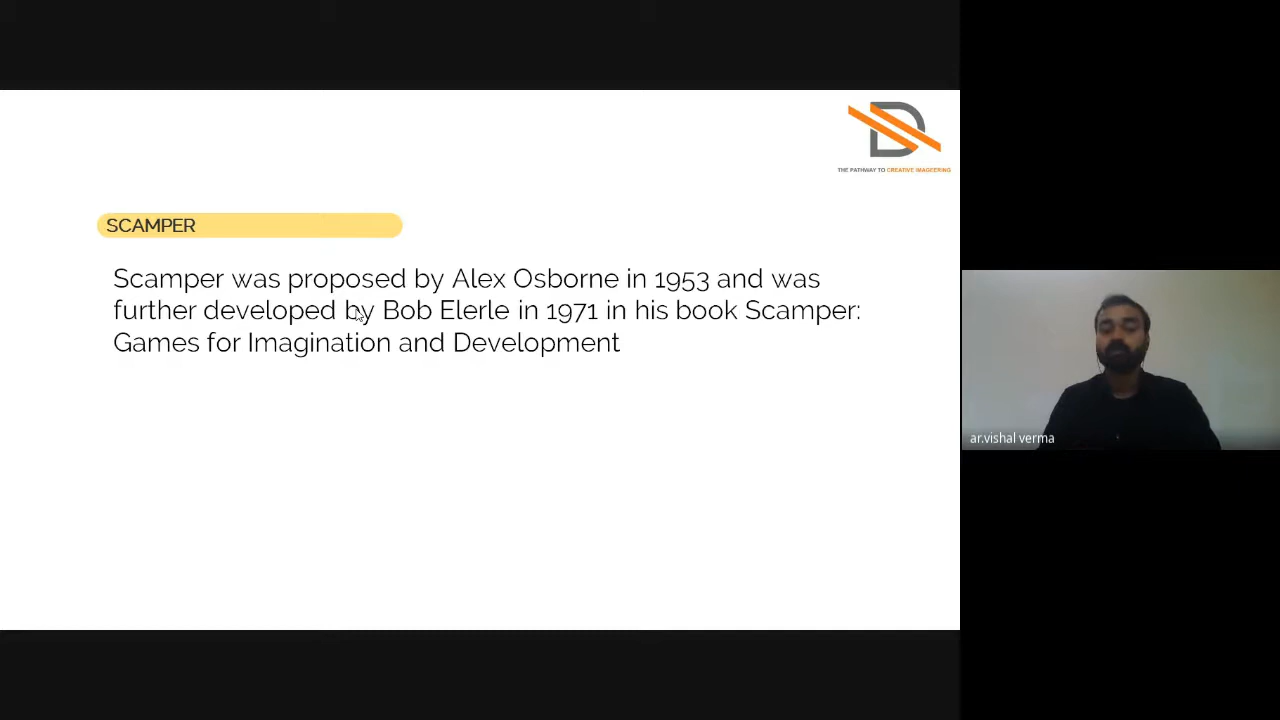 THE PATHWAY TO CREATIVE IMAGEERING
SCAMPER
Scamper was proposed by Alex Osborne in 1953 and was
further developed by Bob Elerle in 1971 in his book Scamper:
Games for Imagination and Development
ar.vishal verma